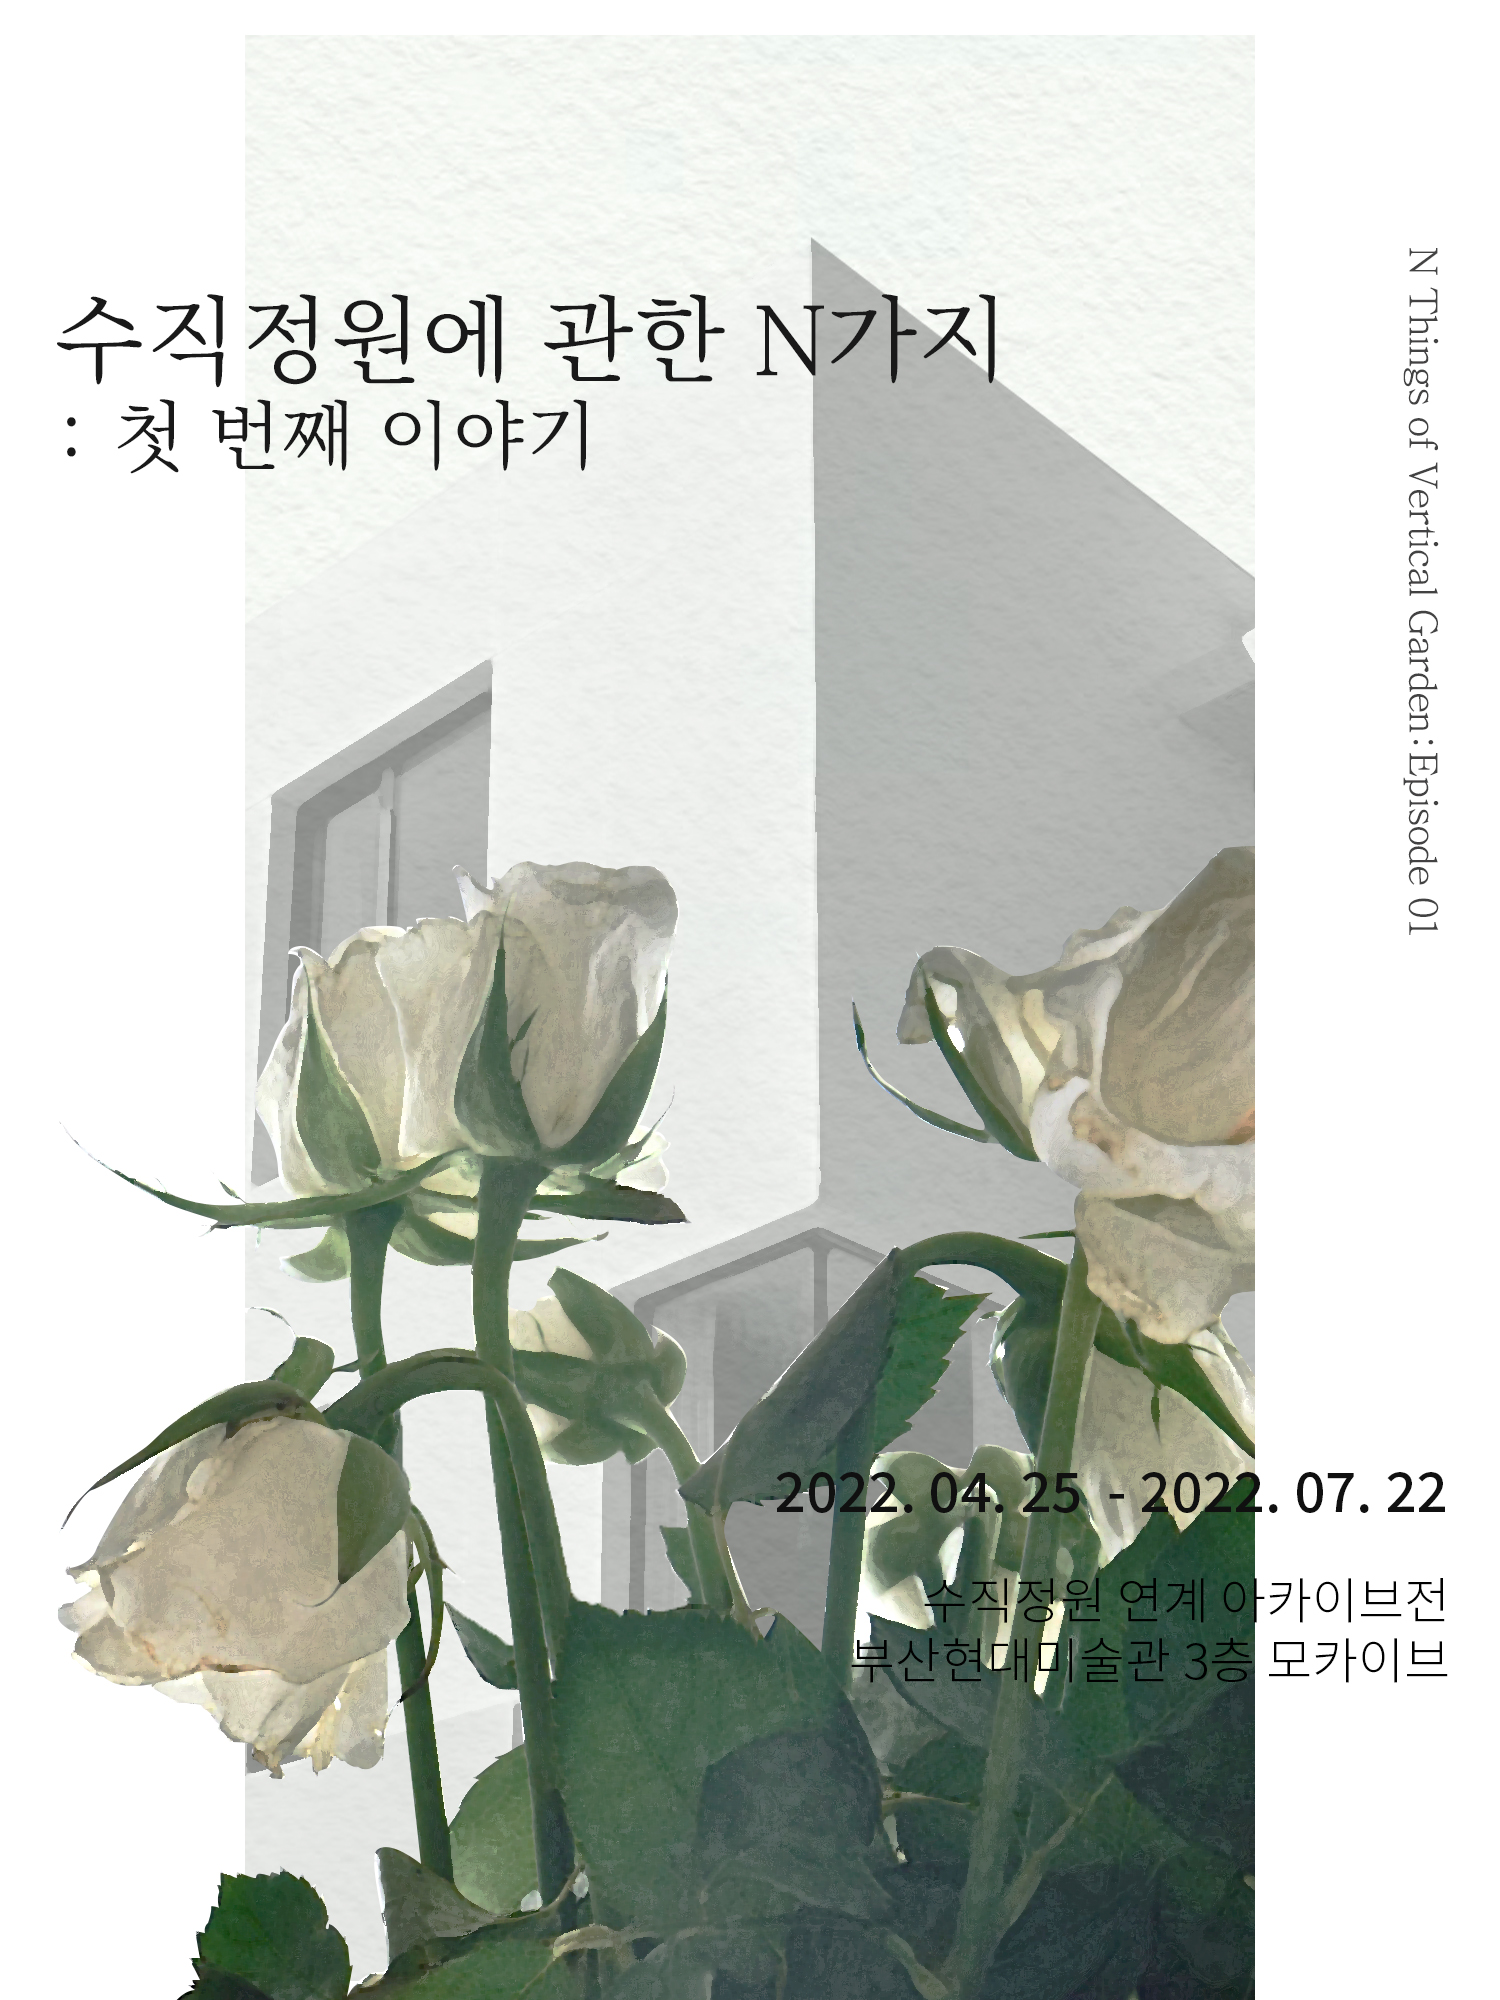 수직정원에 관한 N가지
: 첫 번째 이야기
N Things of Vertical Garden : Episode 01
2022. 04. 25 - 2022. 07. 22
수직정원 연계 아카이브전
부산현대미술관 3층 모카이브